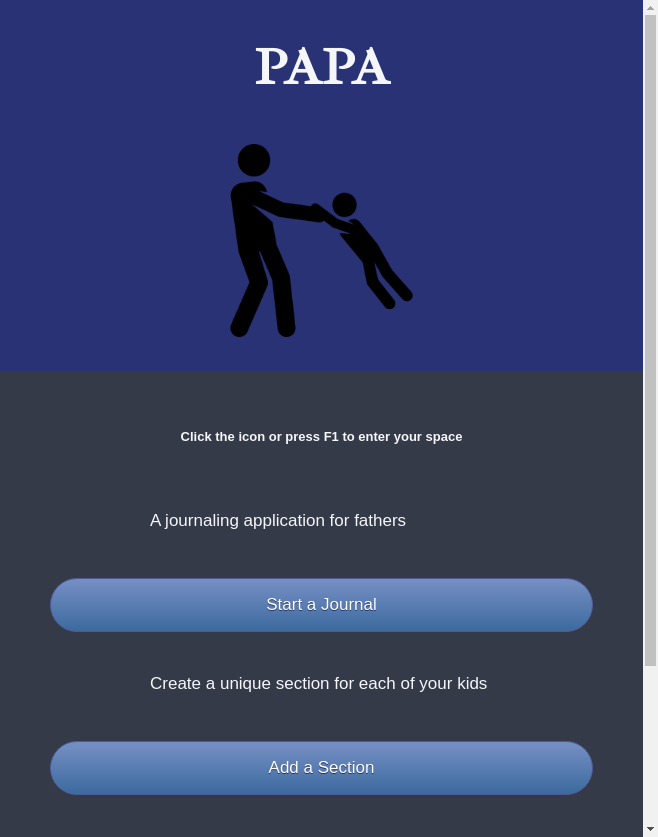 PAPA
Click the icon or press F1 to enter your space
A journaling application for fathers
Start a Journal
Create a unique section for each of your kids
Add a Section